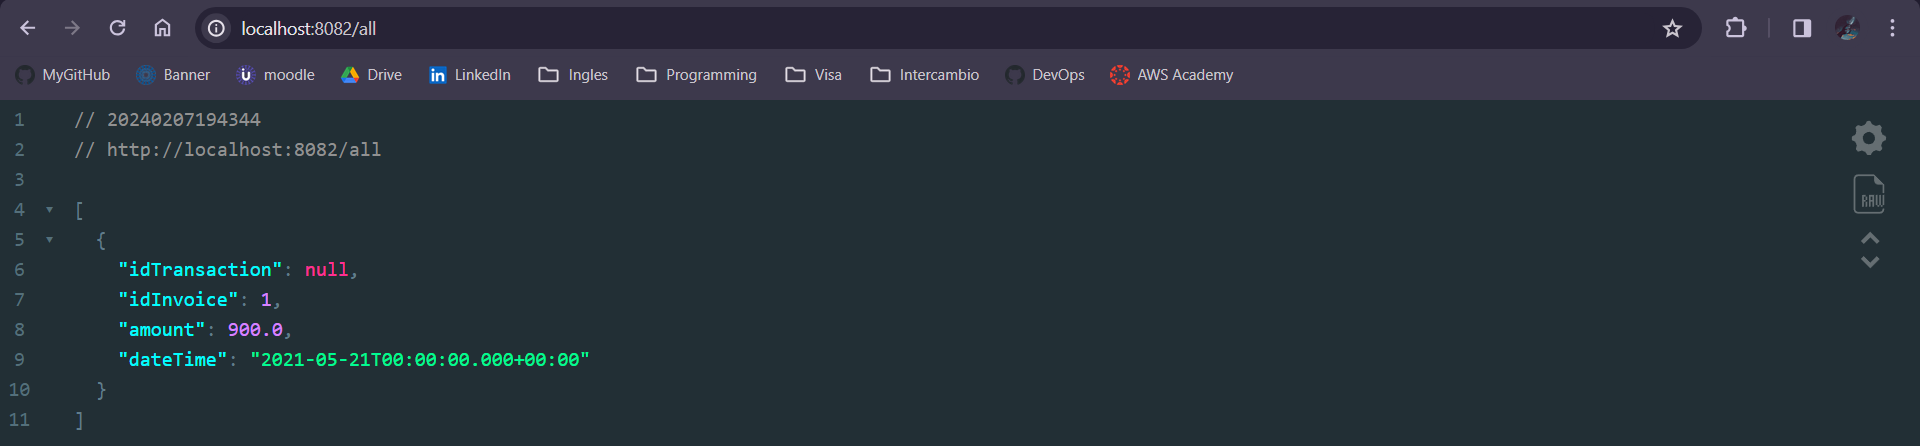 localhost:8082/all
MyGitHub Banner moodle Drive LinkedIn Ingles Programming Visa Intercambio DevOps AWS Academy
1 // 20240207194344
2 // http://localhost:8082/all
3
4 [
5 {
6 "idTransaction": null,
7 "idInvoice": 1,
8 "amount": 900.0,
9 "dateTime": "2021-05-21T00:00:00.000+00:00"
10 }
11 ]
RAW